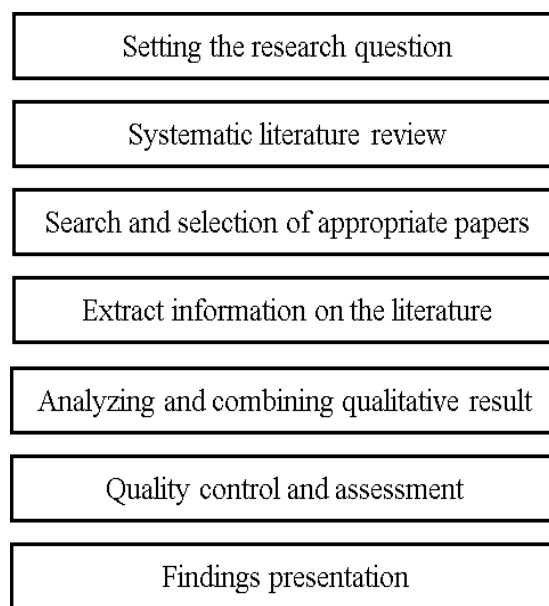 Setting the research question
Systematic literature review
Search and selection of appropriate papers
Extract information on the literature
Analyzing and combining qualitative result
Quality control and assessment
Findings presentation